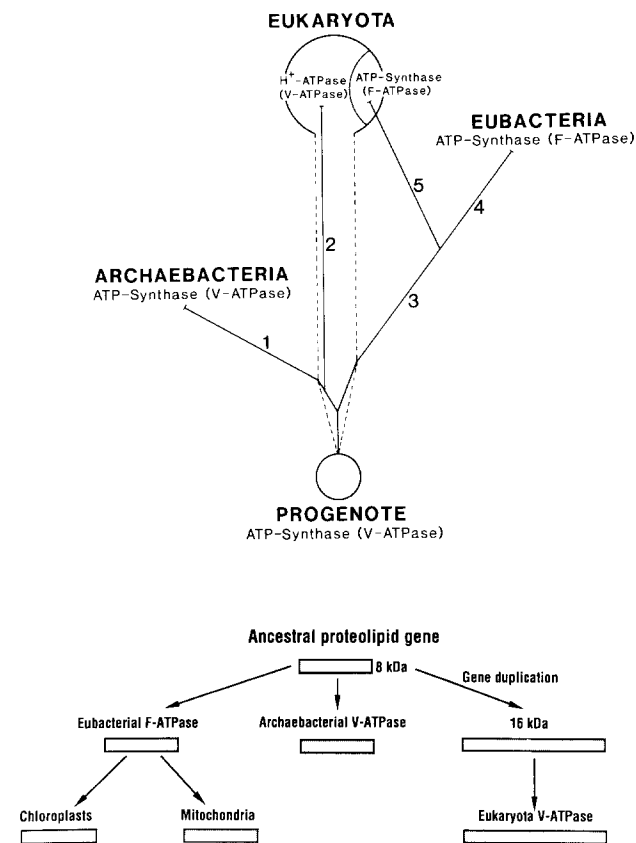 EUKARYOTA
H+-ATPase
(V-ATPase)
ATP-Synthase
(F-ATPase)
EUBACTERIA
ATP-Synthase (F-ATPase)
5
4
2
ARCHAEBACTERIA
ATP-Synthase (V-ATPase)
3
1
PROGENOTE
ATP-Synthase (V-ATPase)
Ancestral proteolipid gene
8 kDa
Gene duplication
Eubacterial F-ATPase
Archaebacterial V-ATPase
16 kDa
Chloroplasts
Mitochondria
Eukaryota V-ATPase